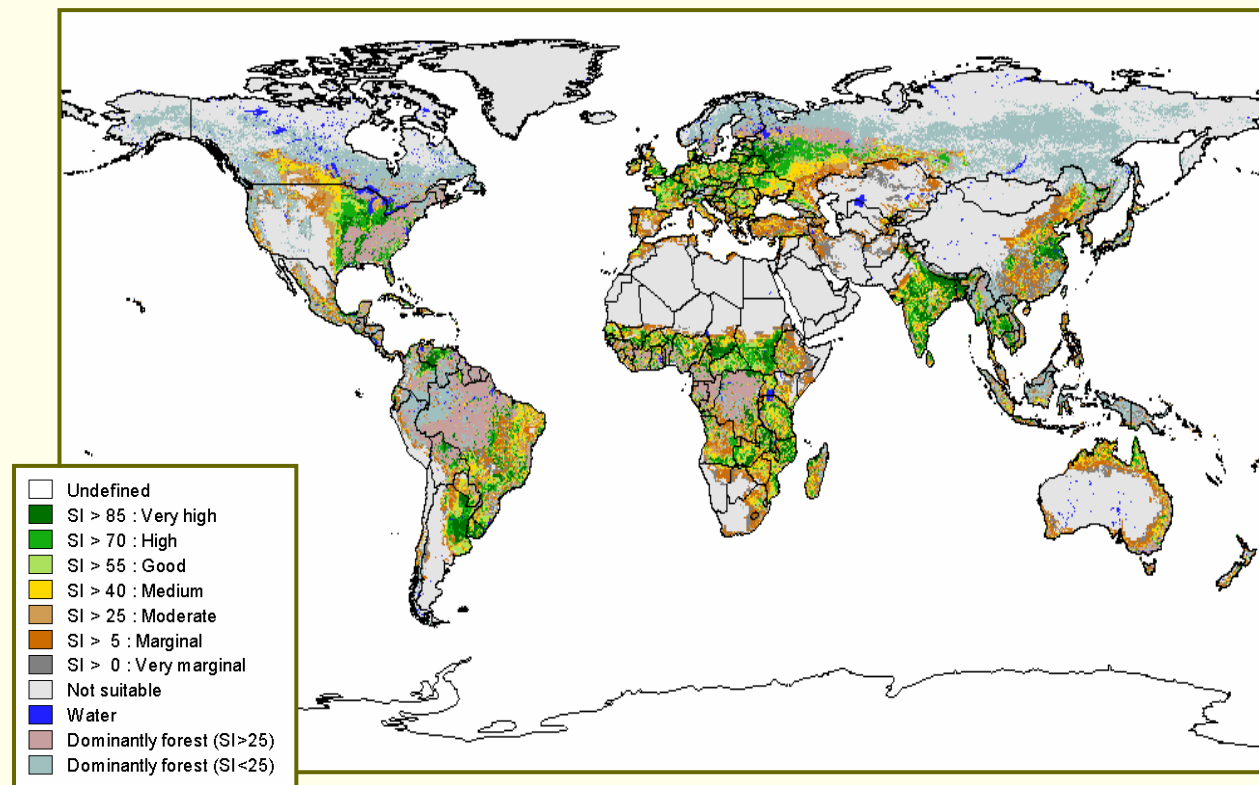 Undefined
SI > 85 : Very high
SI > 70 : High
SI > 55 : Good
SI > 40 : Medium
SI > 25 : Moderate
SI > 5 : Marginal
SI > 0 : Very marginal
Not suitable
Water
Dominantly forest (SI>25)
Dominantly forest (SI<25)